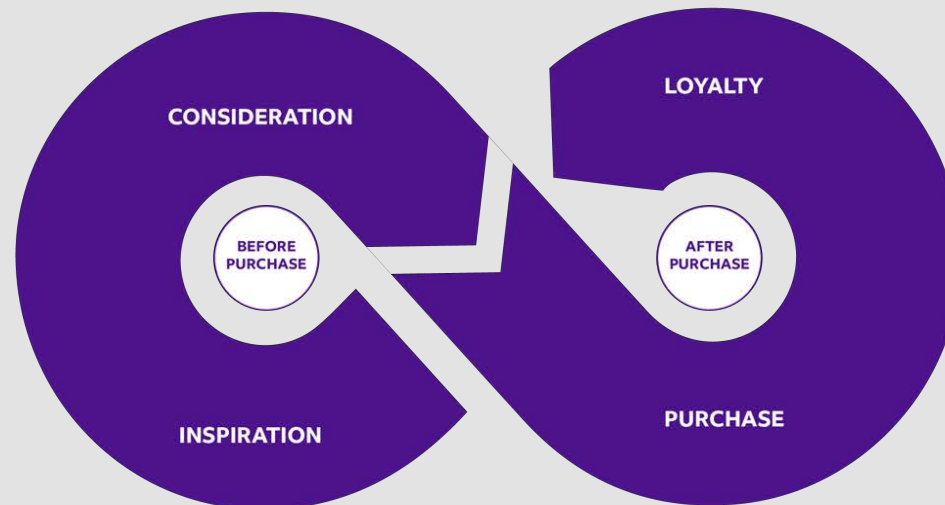 CONSIDERATION
BEFORE
PURCHASE
INSPIRATION
LOYALTY
AFTER
PURCHASE
PURCHASE